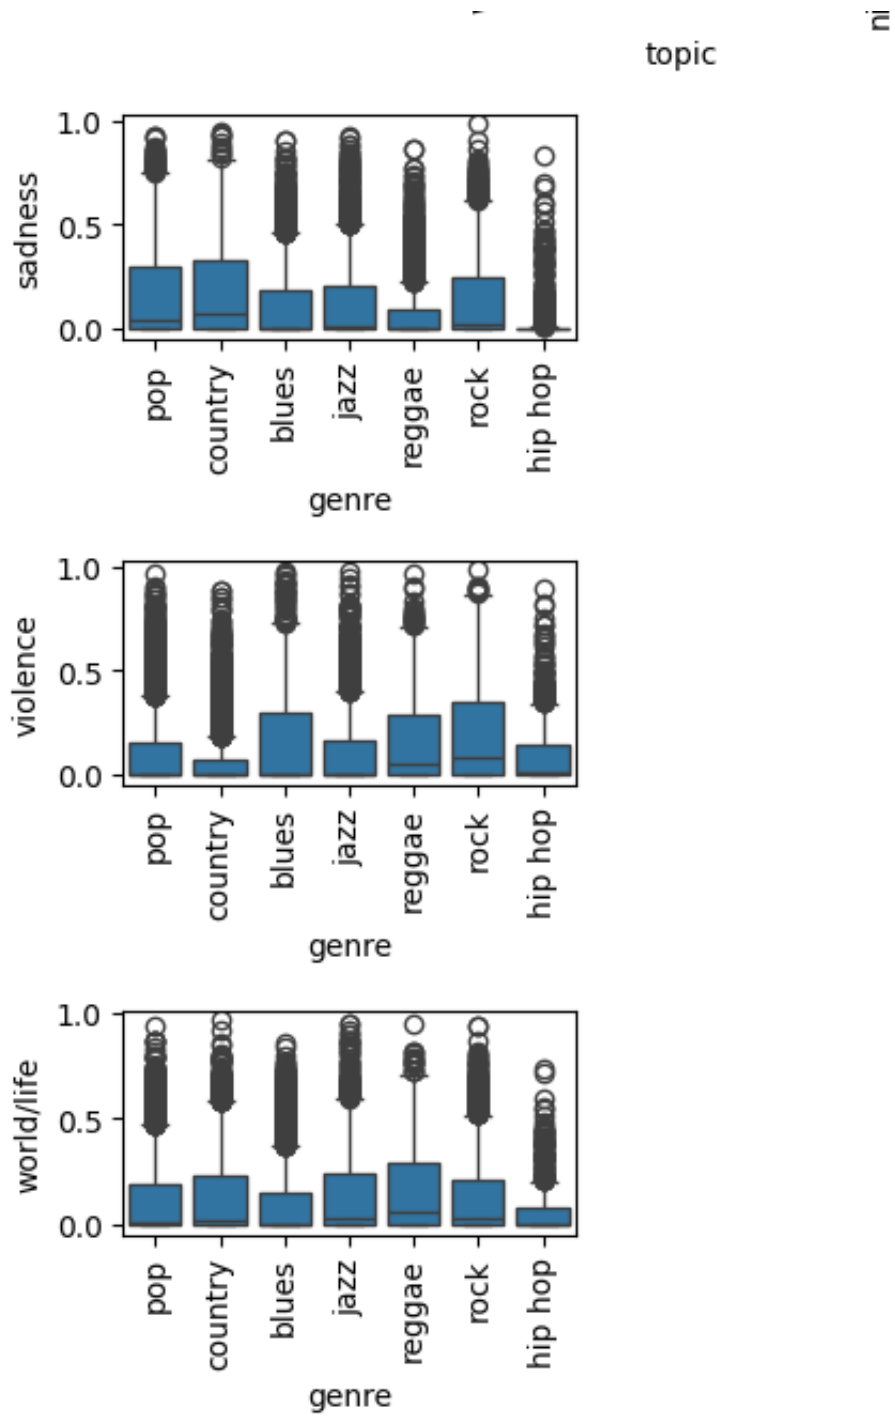 topic
1.0
0.5
0.0
sadness
pop
country
blues
jazz
reggae
rock
hip hop
genre
1.0
0.5
0.0
violence
pop
country
blues
jazz
reggae
rock
hip hop
genre
1.0
0.5
0.0
world/life
pop
country
blues
jazz
reggae
rock
hip hop
genre